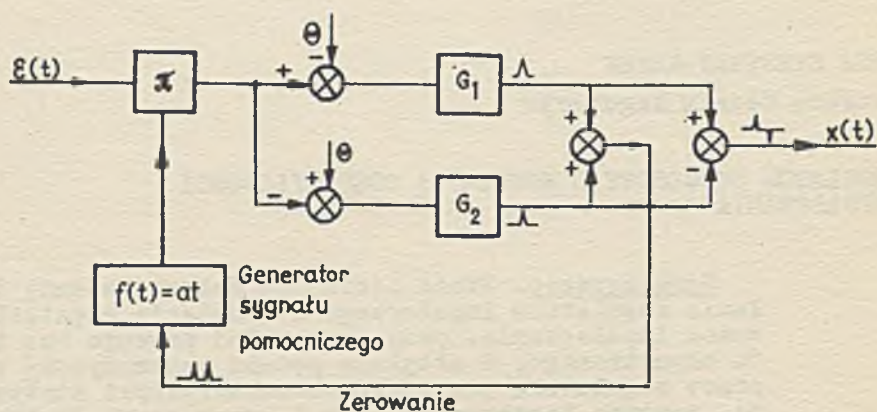 ε(t)
π
Θ
-
+
G₁
+
+
x(t)
Θ
+
-
+
-
G₂
f(t)=at
Generator
sygnału
pomocniczego
Zerowanie